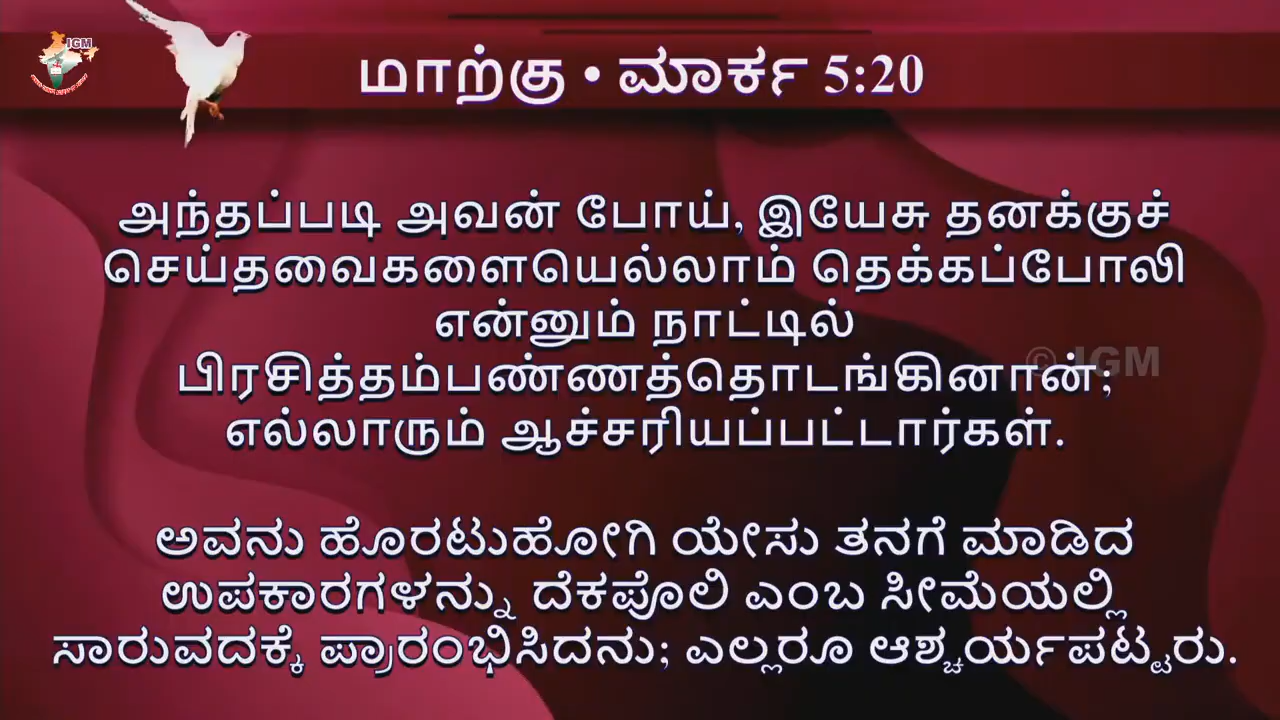 IGM
மாற்கு • ಮಾರ್ಕ 5:20
அந்தப்படி அவன் போய், இயேசு தனக்குச்
செய்தவைகளையெல்லாம் தெக்கப்போலி
என்னும் நாட்டில்
© IGM
பிரசித்தம்பண்ணத்தொடங்கினான்;
எல்லாரும் ஆச்சரியப்பட்டார்கள்.
ಅವನು ಹೊರಟುಹೋಗಿ ಯೇಸು ತನಗೆ ಮಾಡಿದ
ಉಪಕಾರಗಳನ್ನು ದೆಕಪೊಲಿ ಎಂಬ ಸೀಮೆಯಲ್ಲಿ
ಸಾರುವದಕ್ಕೆ ಪ್ರಾರಂಭಿಸಿದನು; ಎಲ್ಲರೂ ಆಶ್ಚರ್ಯಪಟ್ಟರು.